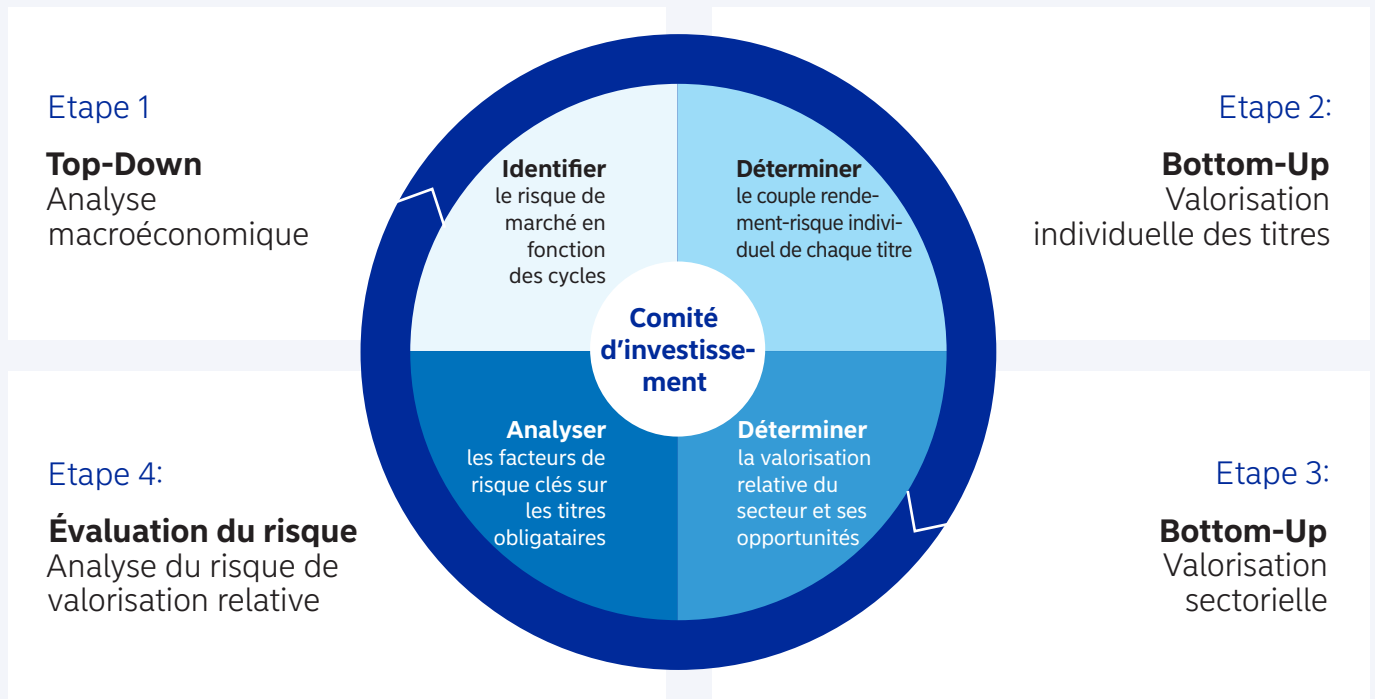 Etape 1
Top-Down
Analyse
macroéconomique
Identifier
le risque de
marché en
fonction
des cycles
Déterminer
le couple rende-
ment-risque indivi-
duel de chaque titre
Etape 2:
Bottom-Up
Valorisation
individuelle des titres
Comité
d’investisse-
ment
Etape 4:
Évaluation du risque
Analyse du risque de
valorisation relative
Analyser
les facteurs de
risque clés sur
les titres
obligataires
Déterminer
la valorisation
relative du
secteur et ses
opportunités
Etape 3:
Bottom-Up
Valorisation
sectorielle